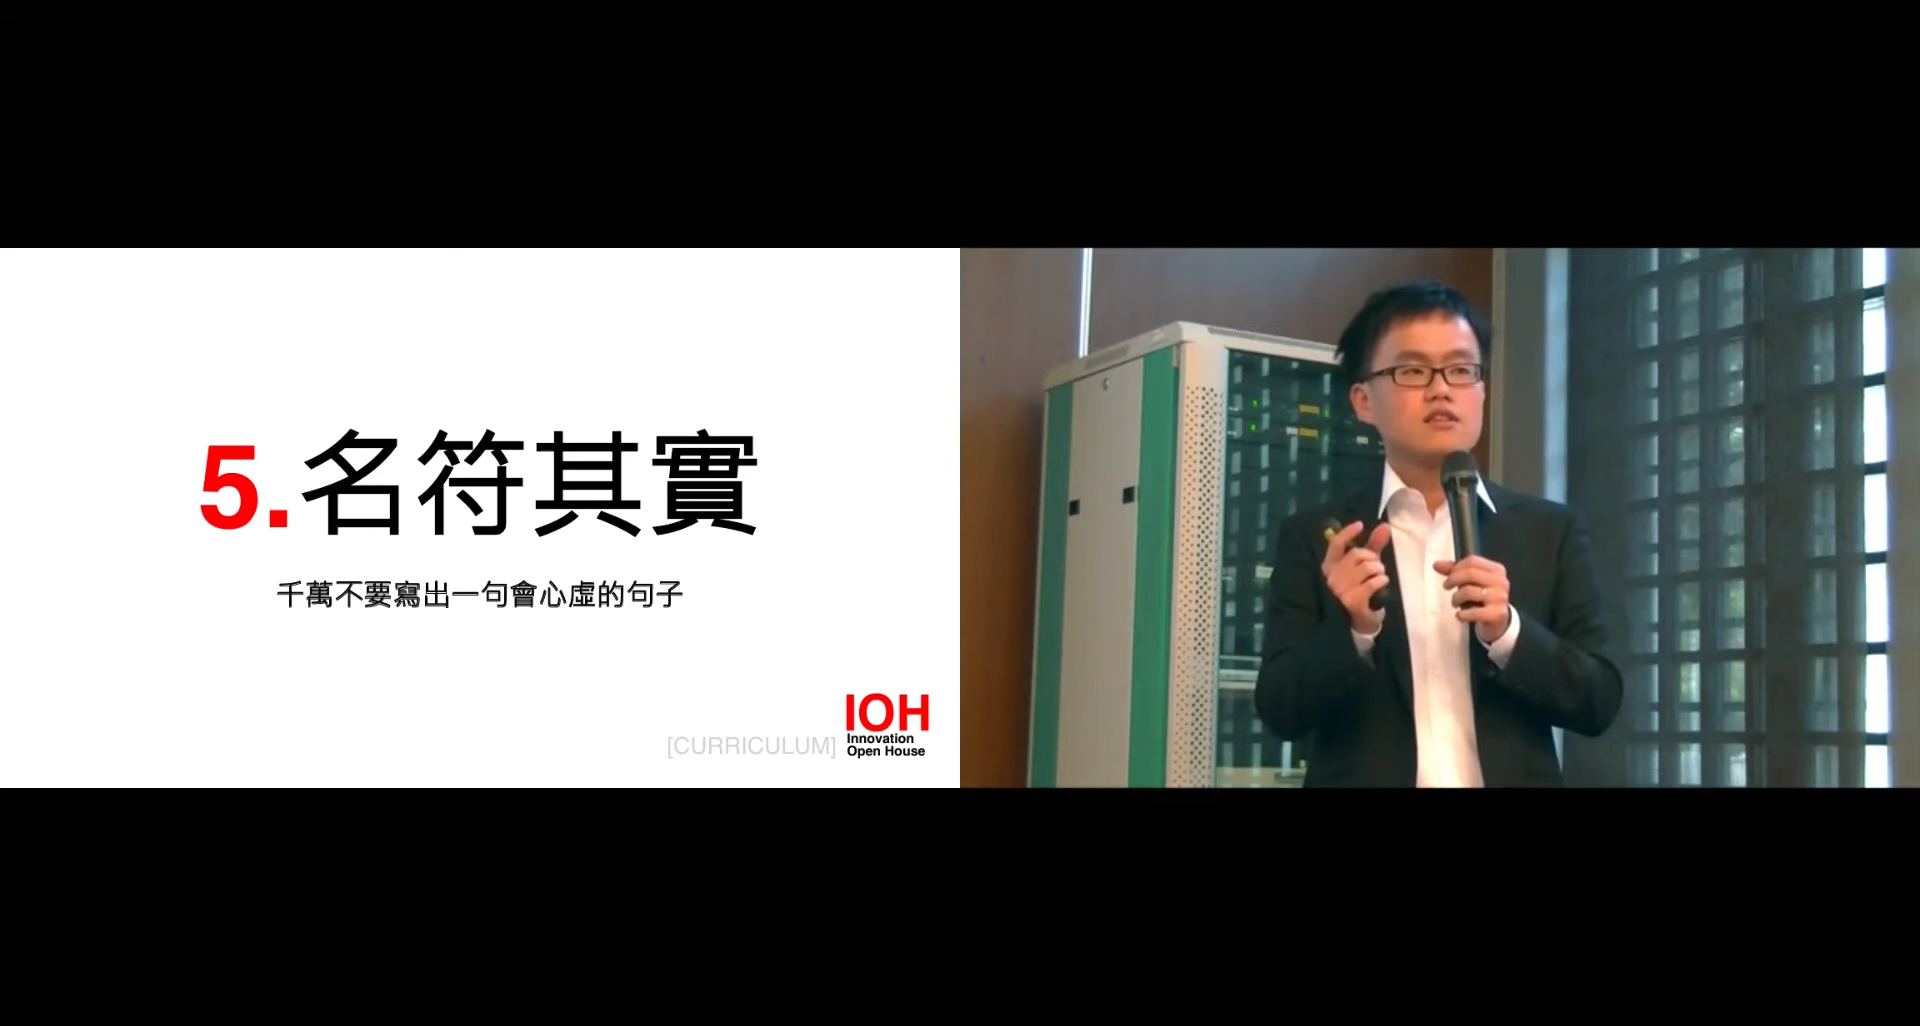 5.名符其實
千萬不要寫出一句會心虛的句子
[CURRICULUM]
IOH
Innovation
Open House